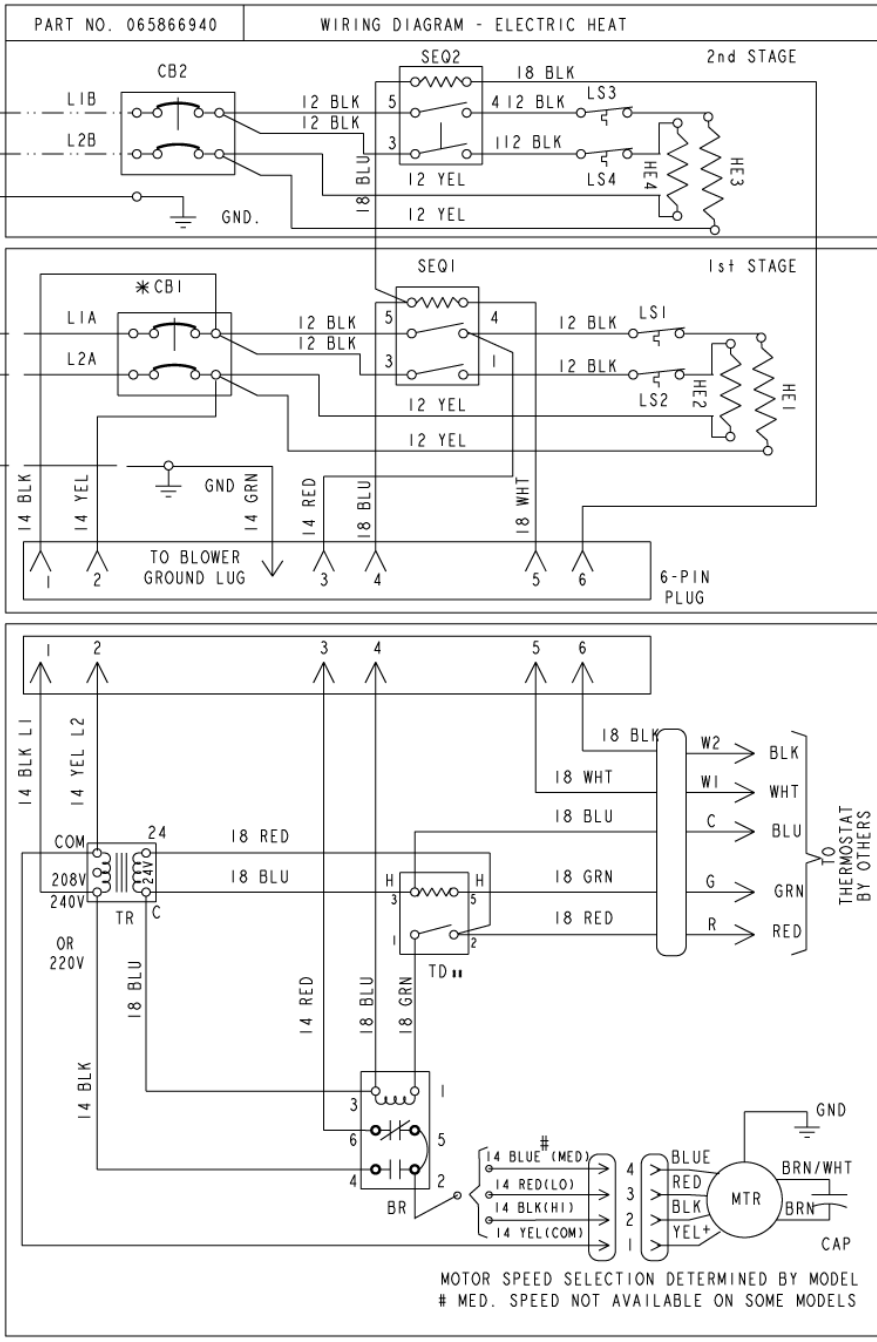 PART NO. 065866940
WIRING DIAGRAM - ELECTRIC HEAT
2nd STAGE
SEQ2
CB2
18 BLK
L1B
12 BLK
5
4 12 BLK
LS3
12 BLK
L2B
3
112 BLK
LS4
HE4
HE3
18 BLU
12 YEL
GND.
12 YEL
SEQ1
1st STAGE
*CB1
L1A
12 BLK
5
4
12 BLK
LS1
12 BLK
L2A
3
1
12 BLK
LS2
HE2
HE1
12 YEL
12 YEL
14 BLK
14 YEL
GND
14 GRN
14 RED
18 BLU
18 WHT
TO BLOWER
GROUND LUG
1
2
3
4
5
6
6-PIN
PLUG
1
2
3
4
5
6
14 BLK L1
14 YEL L2
18 BLK
W2
BLK
18 WHT
W1
WHT
18 BLU
C
BLU
TO
THERMOSTAT
BY OTHERS
COM
24
18 RED
208V
24V
18 BLU
H
3
H
5
18 GRN
G
GRN
240V
TR
C
18 RED
R
RED
1
2
OR
220V
TD
18 BLU
14 RED
18 BLU
18 GRN
14 BLK
3
1
6
5
4
2
BR
#
14 BLUE (MED)
14 RED(LO)
14 BLK(HI)
14 YEL(COM)
4
3
2
1
BLUE
RED
BLK
YEL+
MTR
GND
BRN/WHT
BRN
CAP
MOTOR SPEED SELECTION DETERMINED BY MODEL
# MED. SPEED NOT AVAILABLE ON SOME MODELS